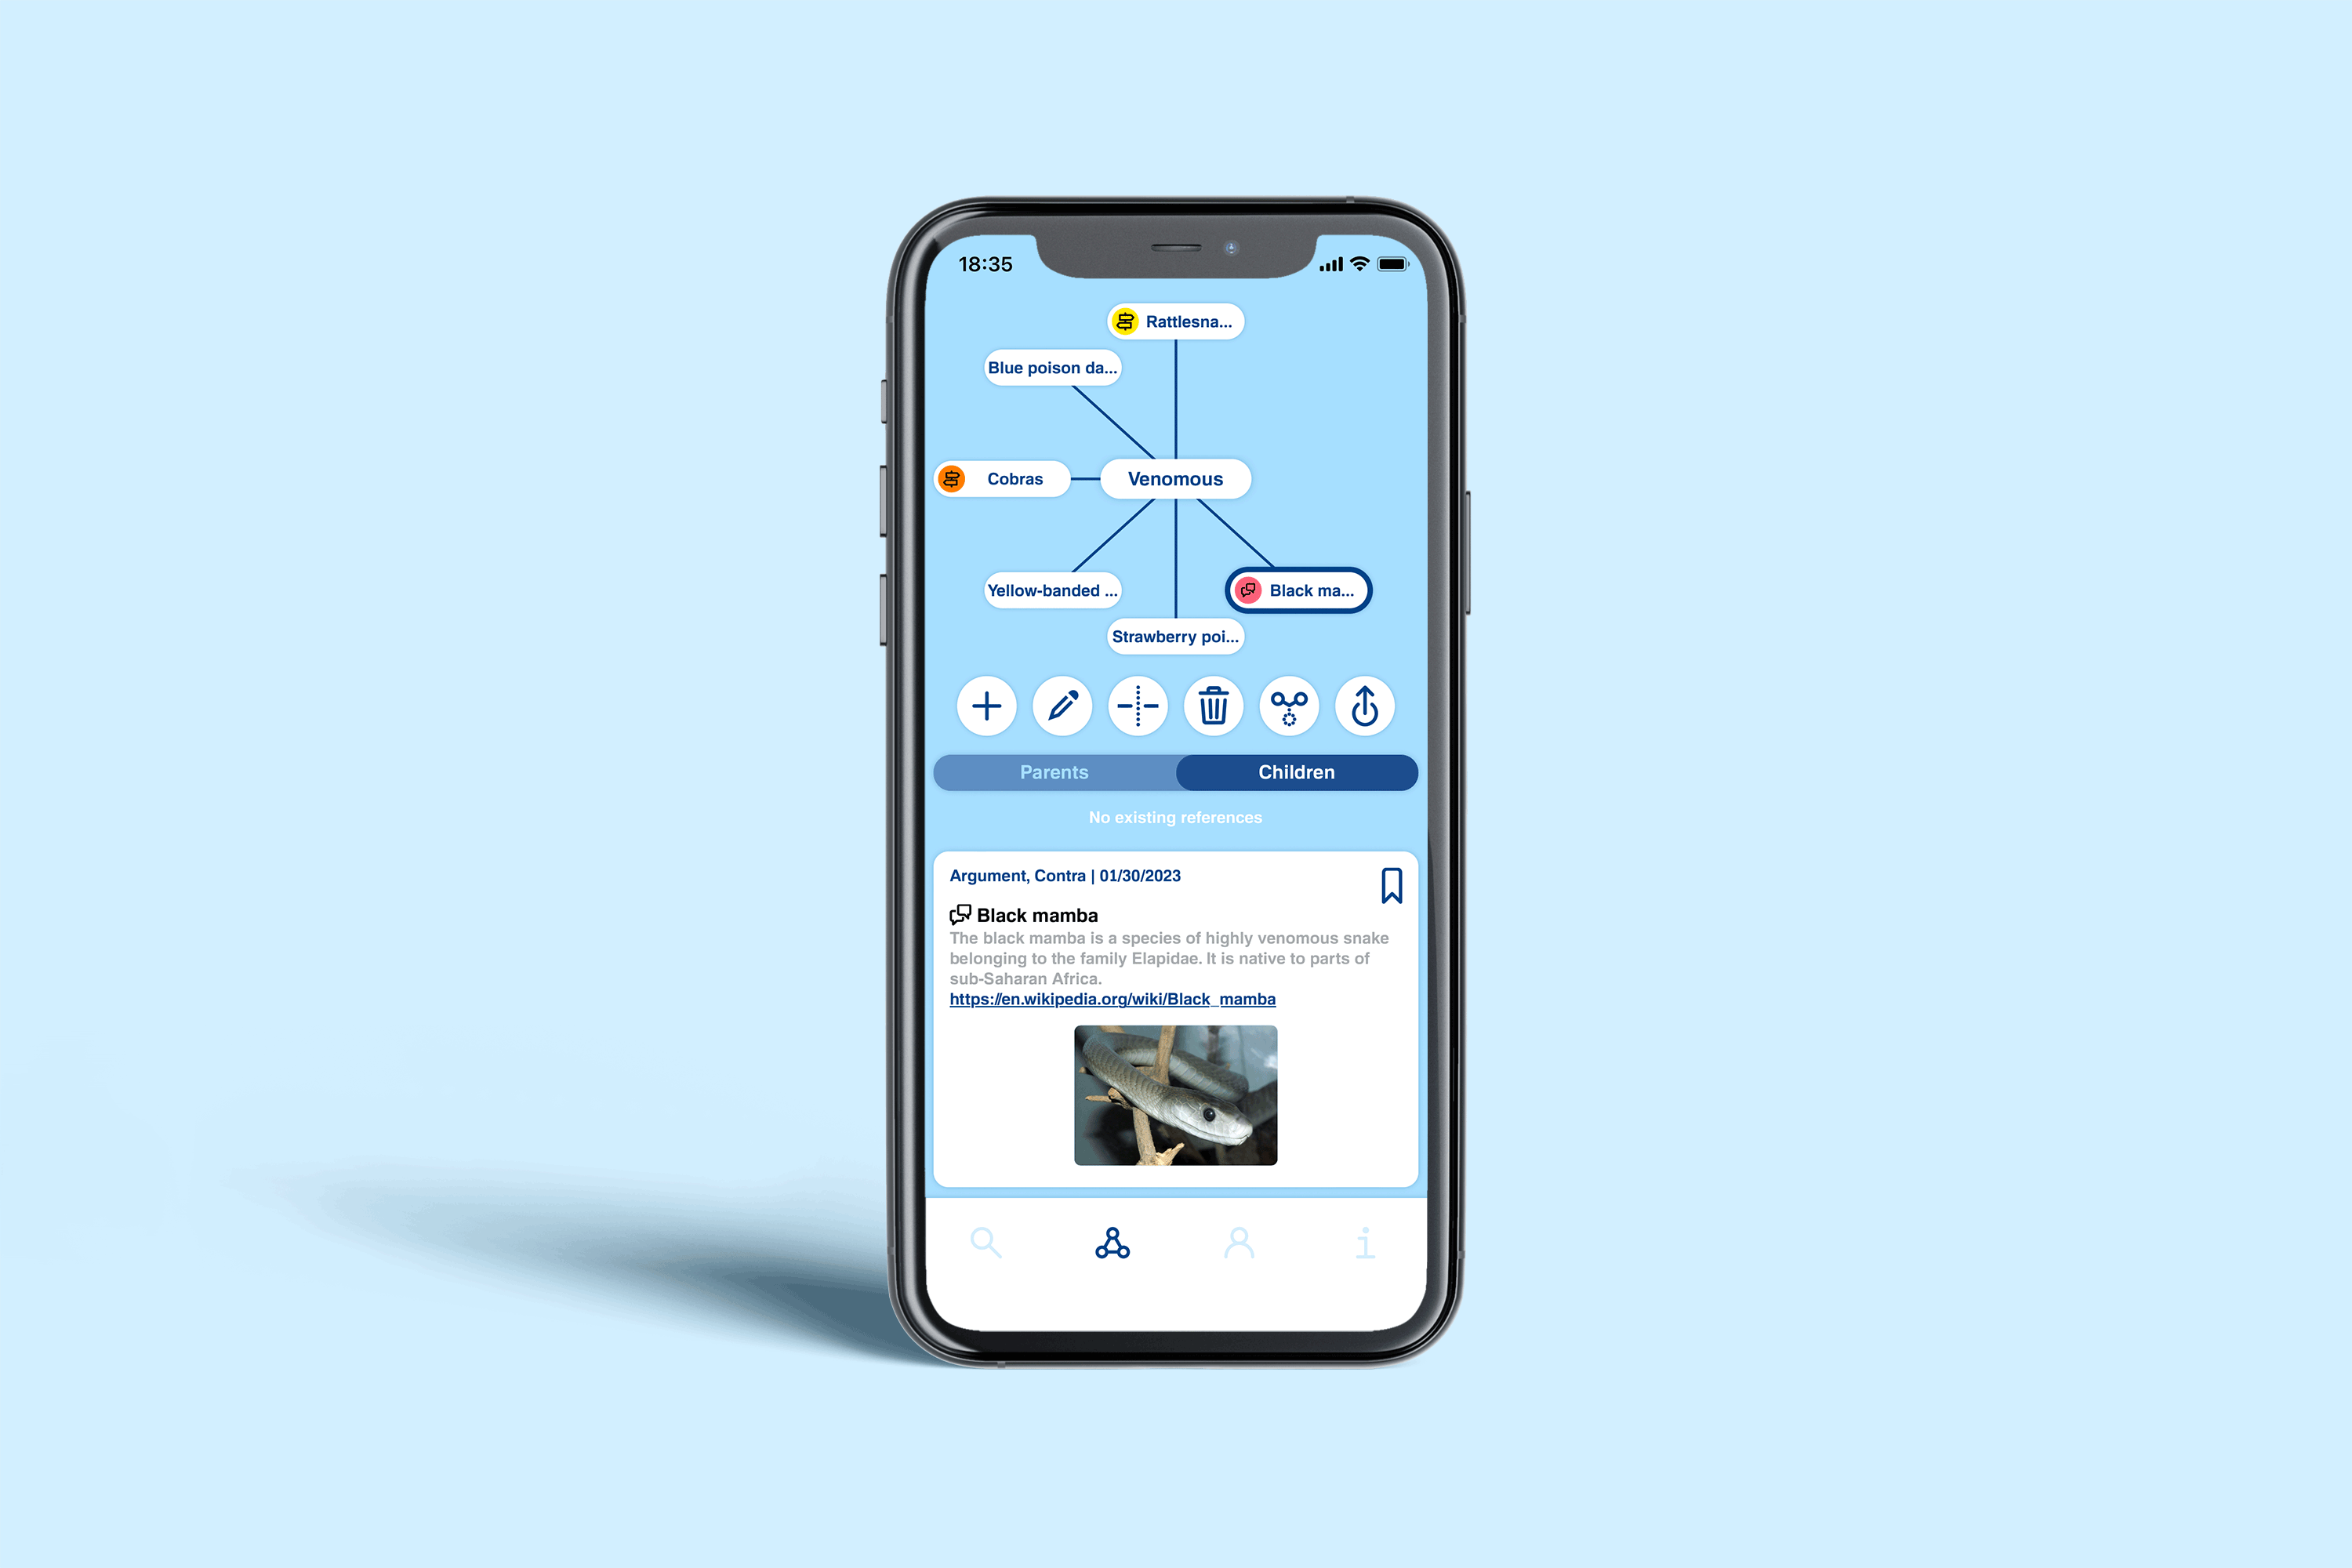 18:35
Rattlesna...
Blue poison da...
Cobras
Venomous
Yellow-banded ...
Black ma...
Strawberry poi...
Parents
Children
No existing references
Argument, Contra | 01/30/2023
Black mamba
The black mamba is a species of highly venomous snake
belonging to the family Elapidae. It is native to parts of
sub-Saharan Africa.
https://en.wikipedia.org/wiki/Black_mamba